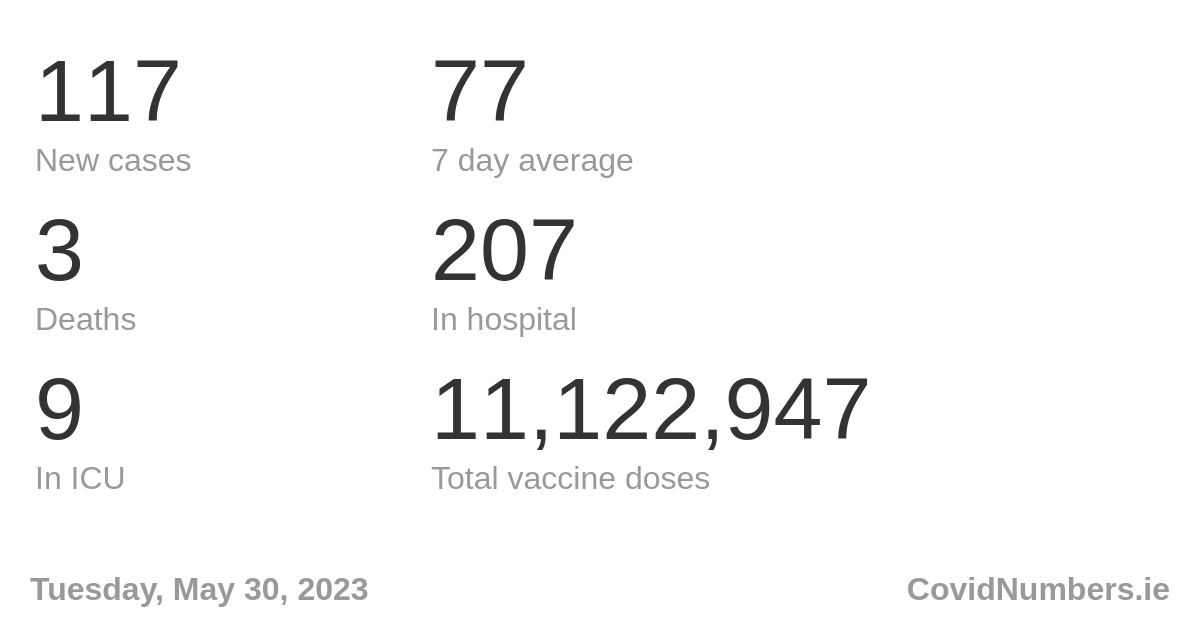 117
77
New cases
7 day average
3
207
Deaths
In hospital
9
11,122,947
In ICU
Total vaccine doses
Tuesday, May 30, 2023
CovidNumbers.ie